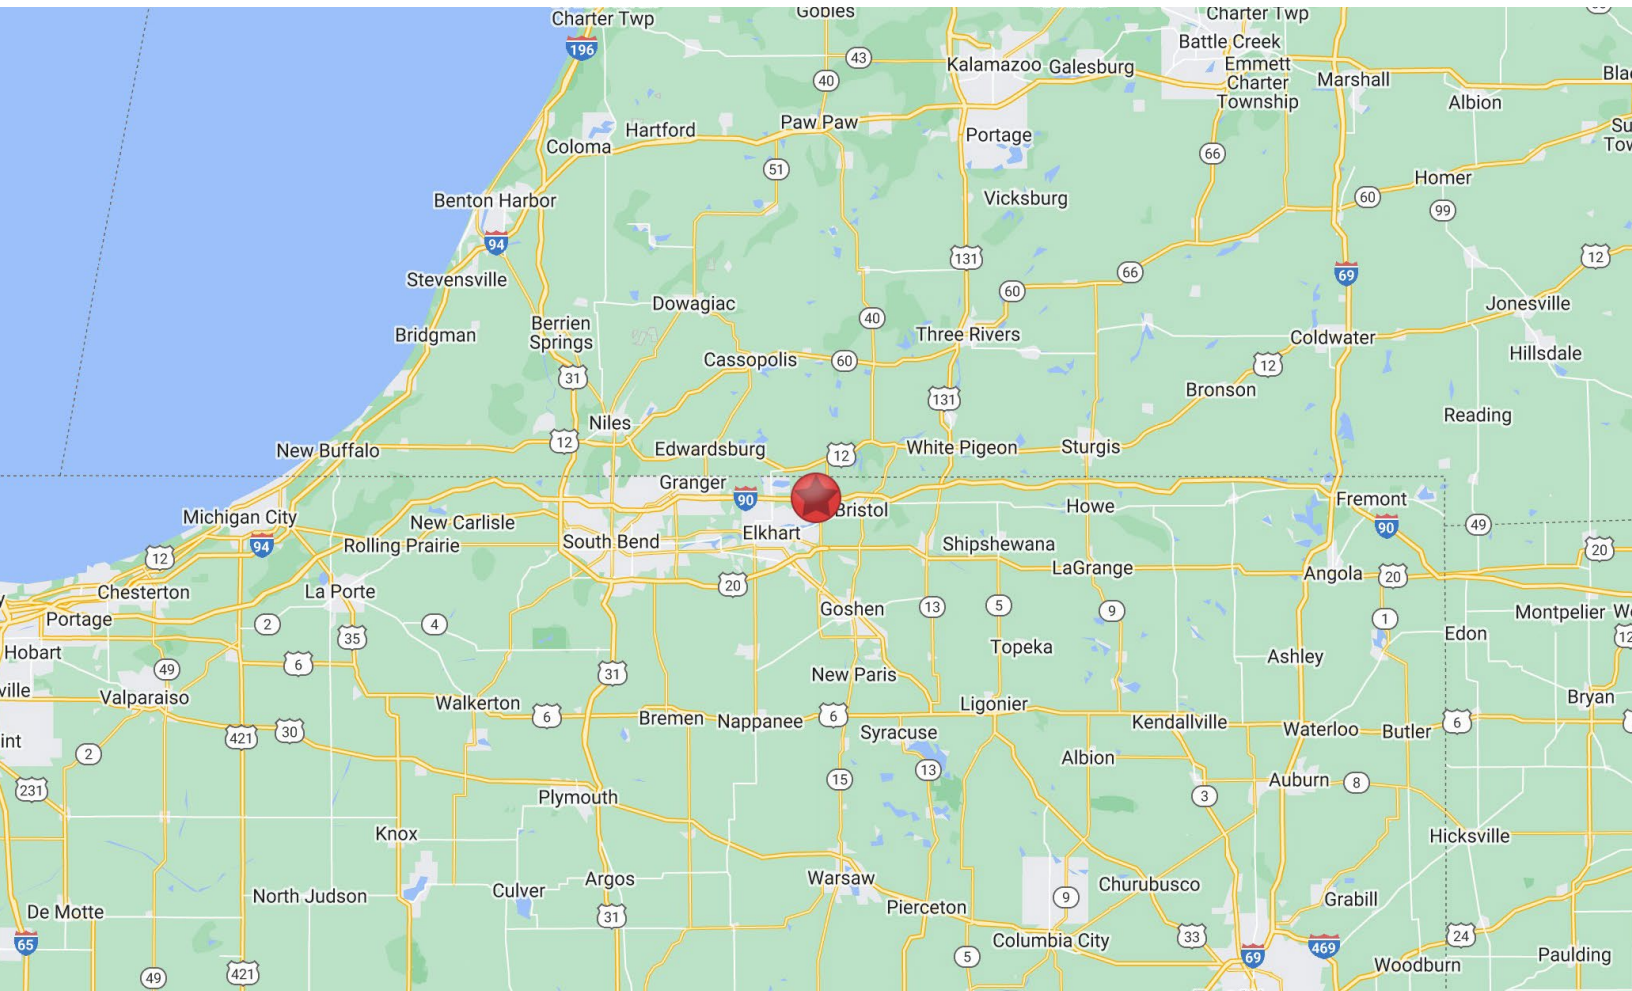 Charter Twp
Gobles
Charter Twp
196
43
Battle Creek
Kalamazoo
Galesburg
Emmett
Charter
Township
Marshall
40
Albion
Hartford
Paw Paw
Portage
Coloma
66
51
Homer
Benton Harbor
Vicksburg
60
99
94
131
12
66
69
Stevensville
60
Dowagiac
Jonesville
40
Berrien
Springs
Bridgman
Three Rivers
Coldwater
Cassopolis
60
Hillsdale
12
31
Bronson
131
Niles
Reading
12
New Buffalo
Edwardsburg
12
White Pigeon
Sturgis
Granger
90
Fremont
Howe
Bristol
Michigan City
New Carlisle
90
49
Elkhart
94
Rolling Prairie
South Bend
Shipshewana
12
20
LaGrange
Angola
20
20
Chesterton
La Porte
Portage
2
4
35
Goshen
13
5
9
1
Montpelier
Edon
12
Hobart
Topeka
Ashley
49
6
31
New Paris
ville
Valparaiso
Walkerton
6
Bremen
Nappanee
6
Ligonier
Bryan
Kendallville
Waterloo
Butler
6
421
30
Syracuse
int
2
Albion
13
15
Auburn
8
231
Plymouth
3
Knox
Hicksville
Argos
Warsaw
Culver
Churubusco
North Judson
9
Grabill
De Motte
31
Pierceton
65
Columbia City
33
69
469
24
5
Paulding
Woodburn
49
421